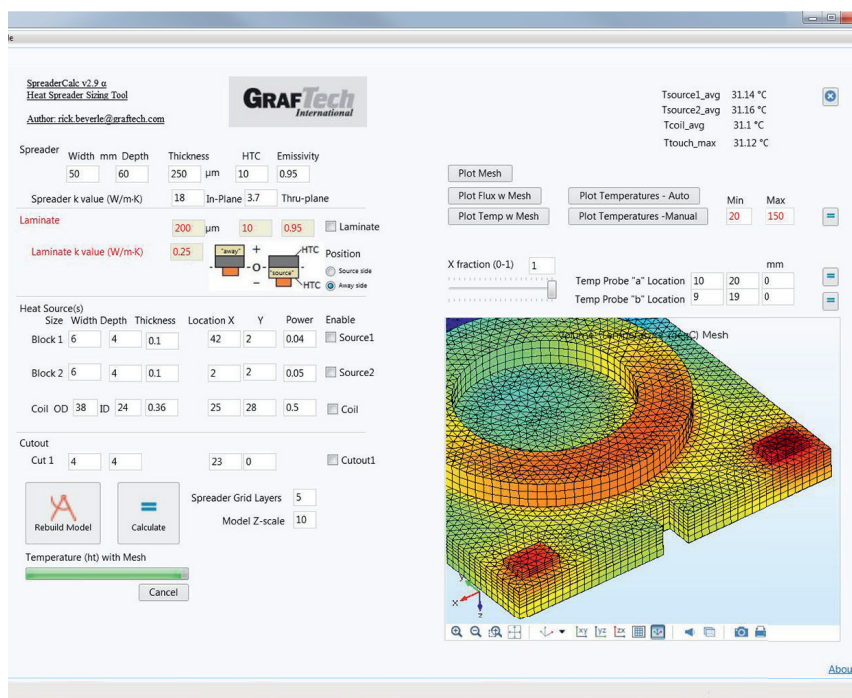 le
SpreaderCalc v2.9 α
Heat Spreader Sizing Tool
Author: rick.beyerle@graftech.com
GRAFTech
International
Tsource1_avg 31.14 °C
Tsource2_avg 31.16 °C
Tcoil_avg 31.1 °C
Ttouch_max 31.12 °C
Spreader
Width mm Depth Thickness HTC Emissivity
50 60 250 μm 10 0.95
Spreader k value (W/m·K) 18 In-Plane 3.7 Thru-plane
Plot Mesh
Plot Flux w Mesh Plot Temperatures - Auto Min Max
Plot Temp w Mesh Plot Temperatures -Manual 20 150 =
Laminate
200 μm 10 0.95 Laminate
Laminate k value (W/m·K) 0.25
"away" + HTC Position
-O- Source side
"source" - HTC Away side
X fraction (0-1) 1 mm
Temp Probe "a" Location 10 20 0 =
Temp Probe "b" Location 9 19 0 =
Heat Source(s)
Size Width Depth Thickness Location X Y Power Enable
Block 1 6 4 0.1 42 2 0.04 Source1
Block 2 6 4 0.1 2 2 0.05 Source2
Coil OD 38 ID 24 0.36 25 28 0.5 Coil
Cutout
Cut 1 4 4 23 0 Cutout1
Rebuild Model
= Calculate
Spreader Grid Layers 5
Model Z-scale 10
Temperature (ht) with Mesh
Cancel
C) Mesh
y
x
z
xy yz zx
Abou